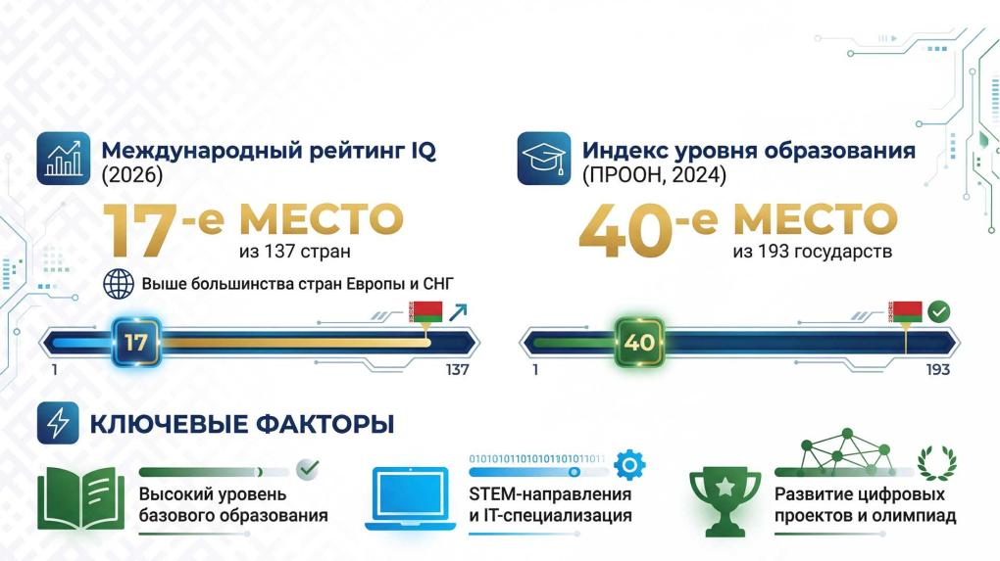 Международный рейтинг IQ
(2026)
17-е МЕСТО
из 137 стран
Выше большинства стран Европы и СНГ
17
1
137
Индекс уровня образования
(ПРООН, 2024)
40-е МЕСТО
из 193 государств
40
1
193
КЛЮЧЕВЫЕ ФАКТОРЫ
Высокий уровень
базового образования
STEM-направления
и IT-специализация
Развитие цифровых
проектов и олимпиад